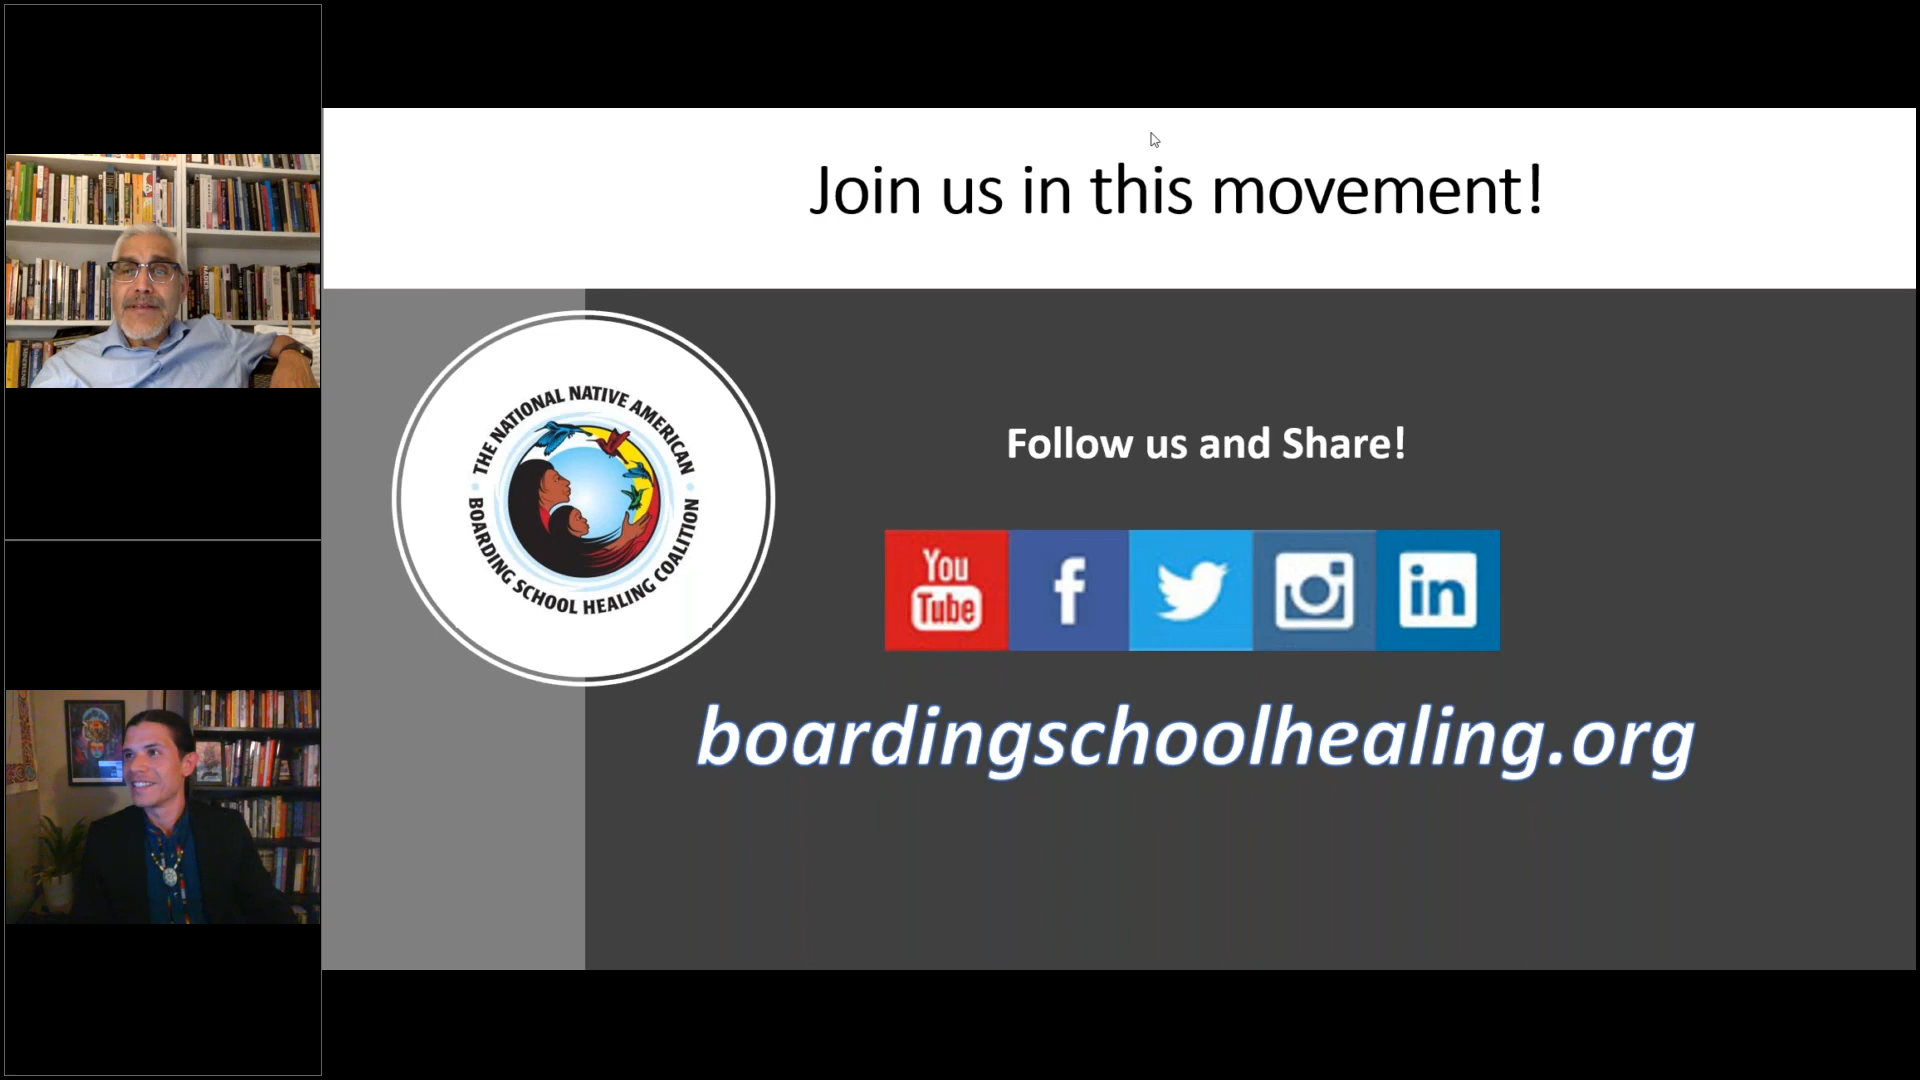 Join us in this movement!
THE NATIONAL NATIVE AMERICAN
BOARDING SCHOOL HEALING COALITION
Follow us and Share!
You
Tube
f
in
boardingschoolhealing.org